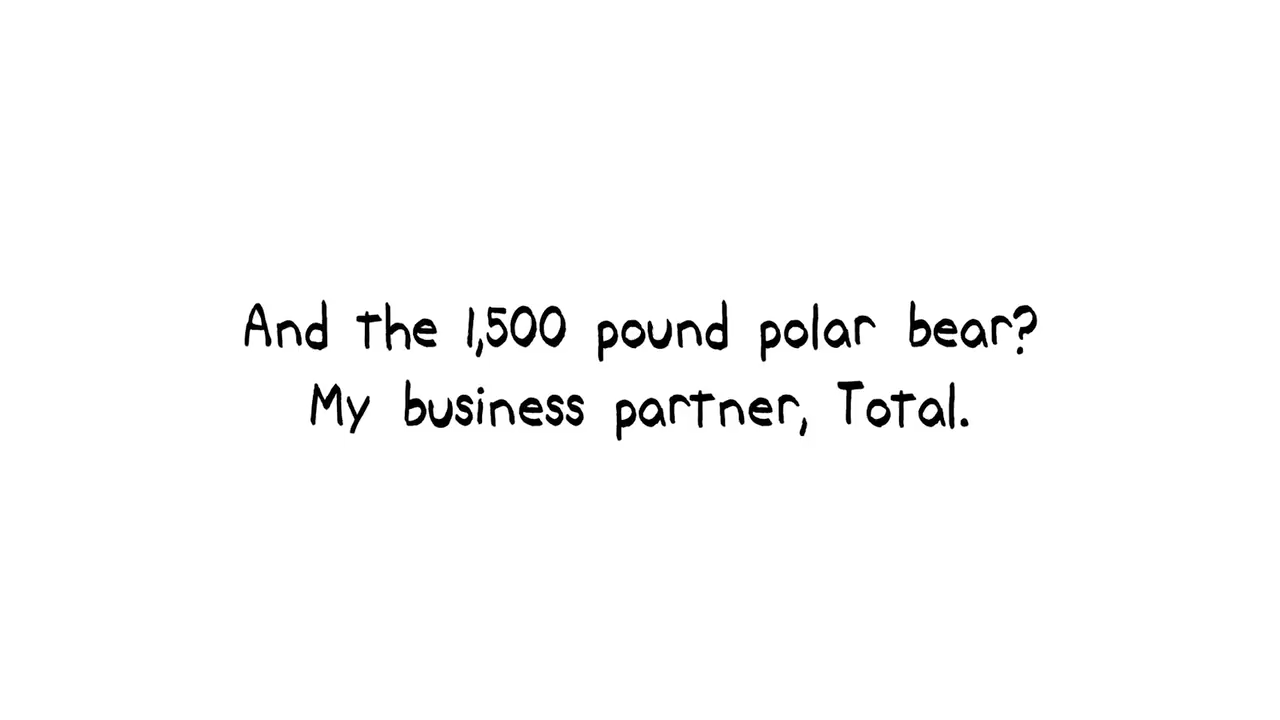 And the 1,500 pound polar bear?
My business partner, Total.